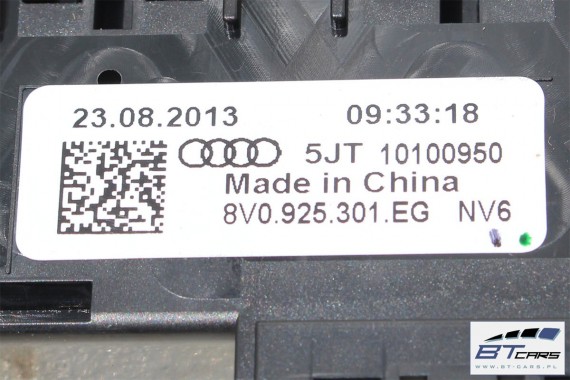 23.08.2013 09:33:18
5JT 10100950
Made in China
8V0.925.301.EG NV6
BTCARS
WWW.BT-CARS.PL